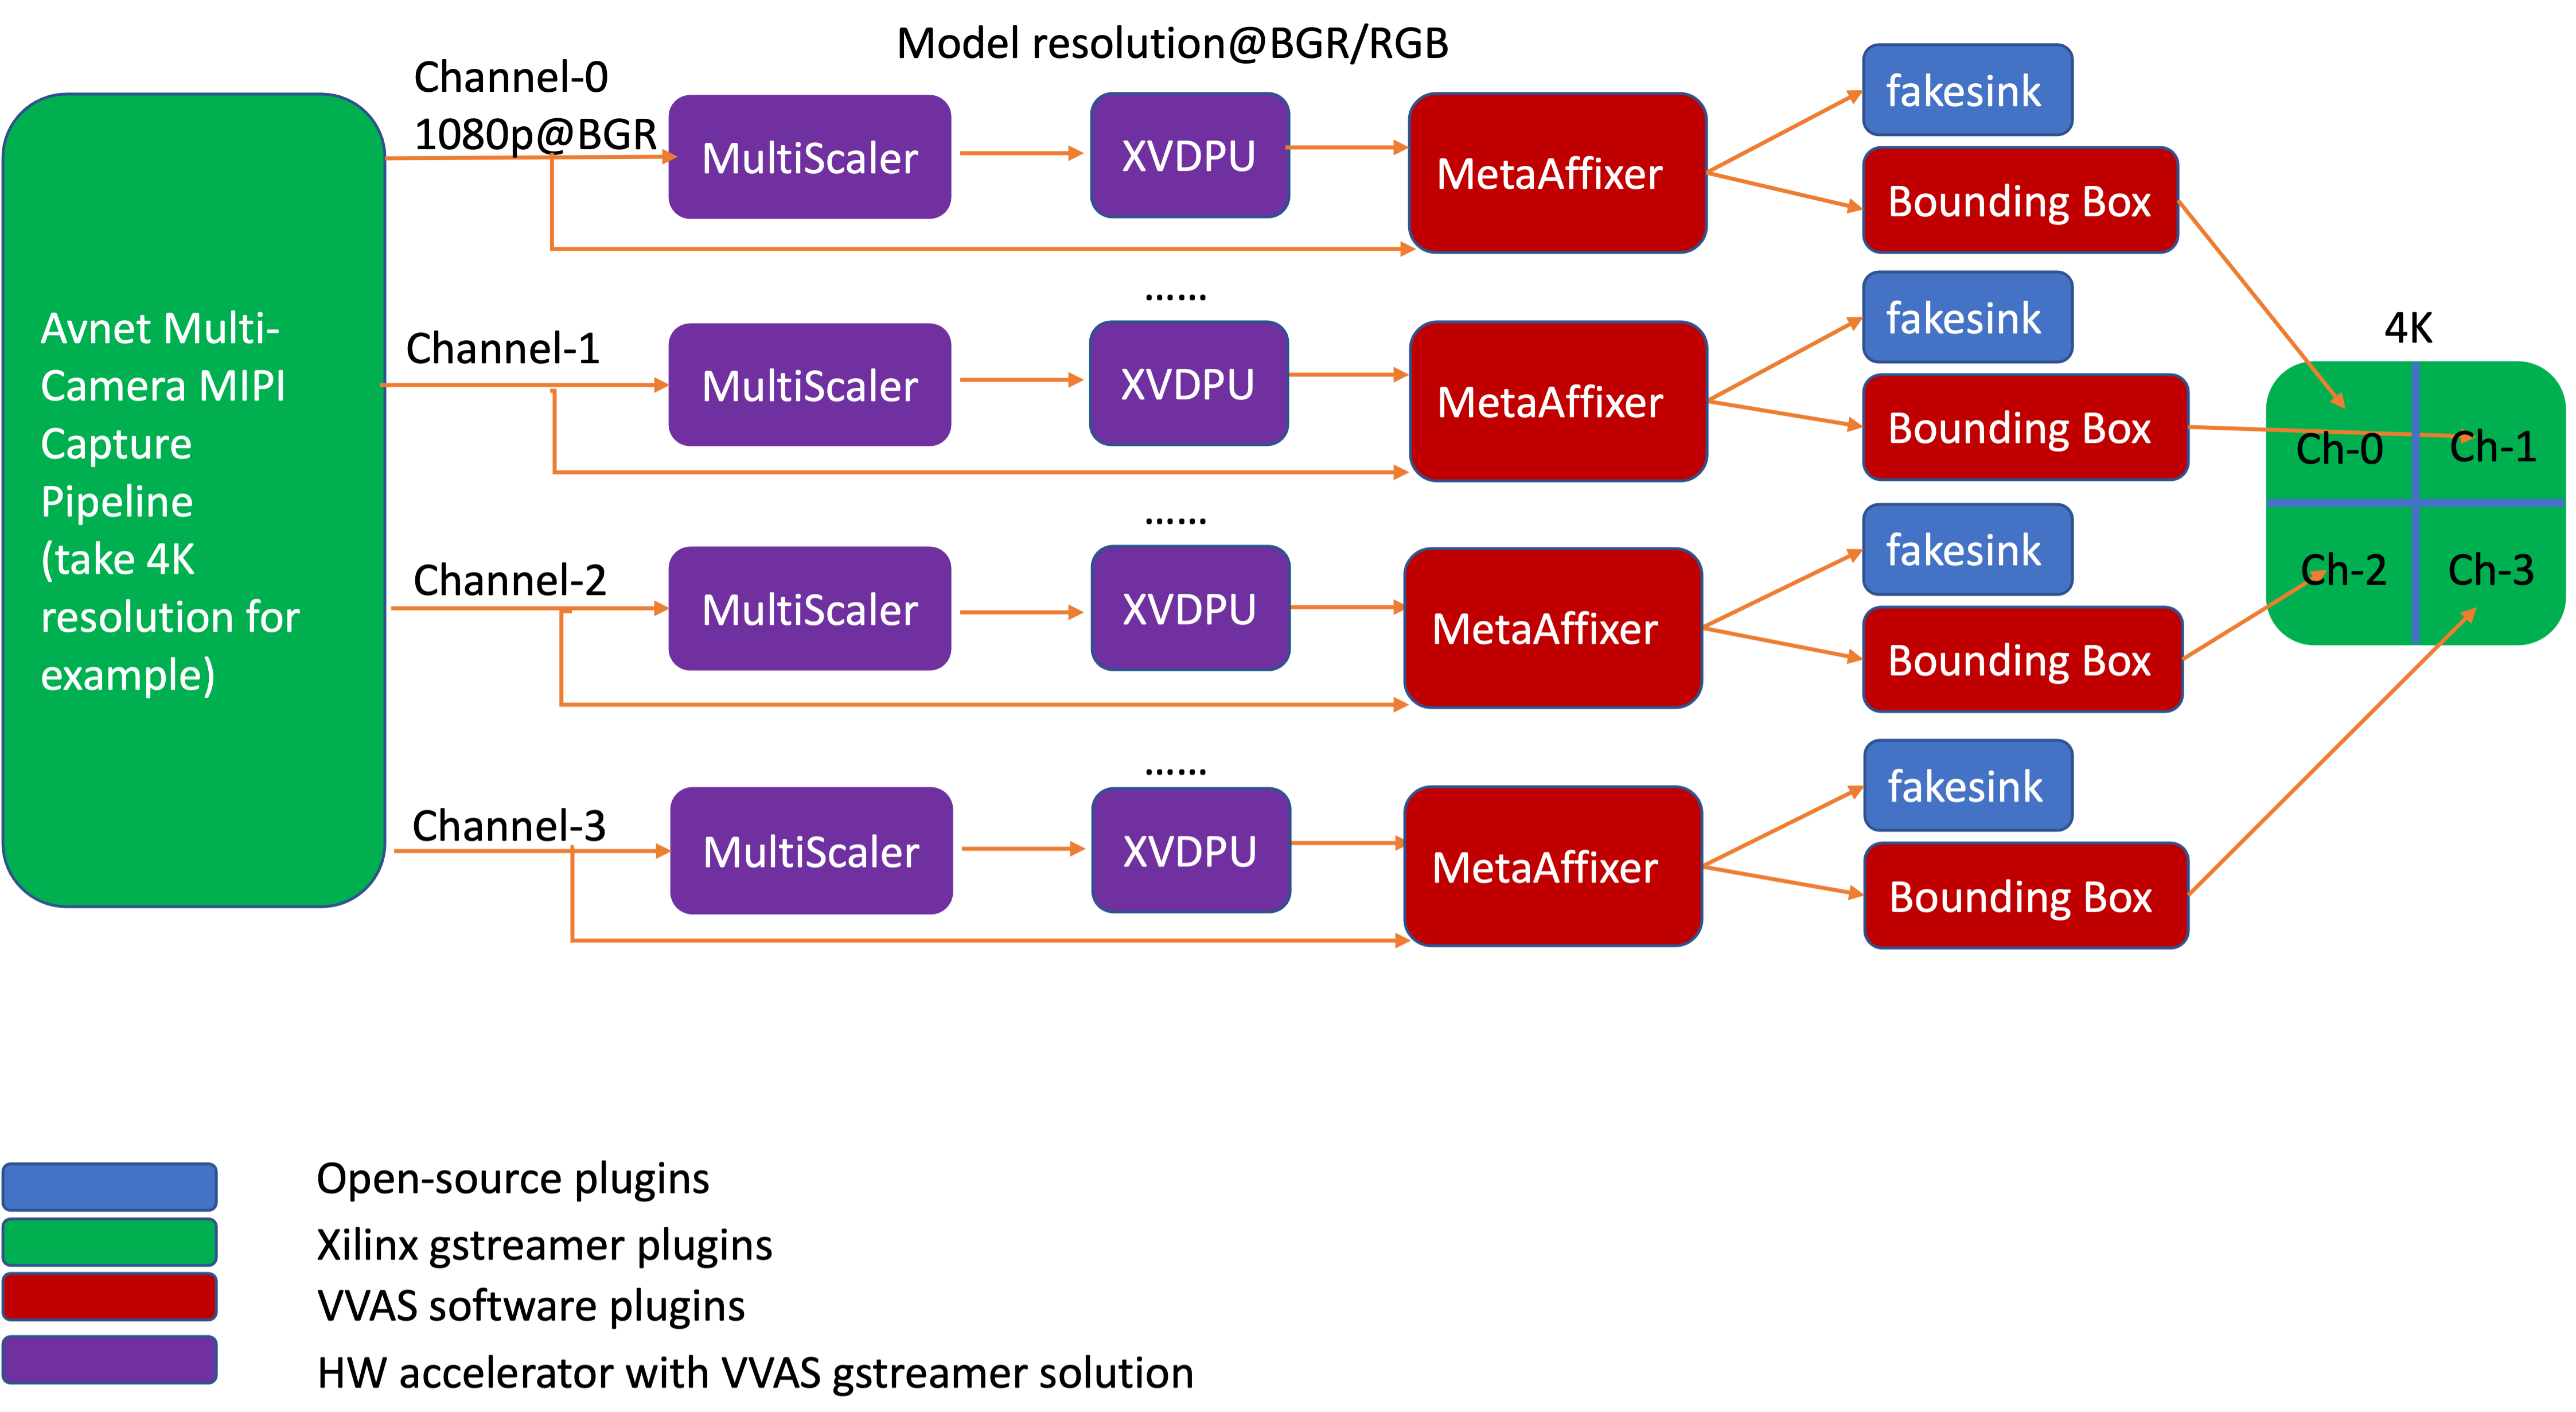 Model resolution@BGR/RGB
Channel-0
1080p@BGR
MultiScaler
XVDPU
MetaAffixer
fakesink
Bounding Box
......
Channel-1
MultiScaler
XVDPU
MetaAffixer
fakesink
Bounding Box
......
Channel-2
MultiScaler
XVDPU
MetaAffixer
fakesink
Bounding Box
......
Channel-3
MultiScaler
XVDPU
MetaAffixer
fakesink
Bounding Box
Avnet Multi-
Camera MIPI
Capture
Pipeline
(take 4K
resolution for
example)
4K
Ch-0
Ch-1
Ch-2
Ch-3
Open-source plugins
Xilinx gstreamer plugins
VVAS software plugins
HW accelerator with VVAS gstreamer solution